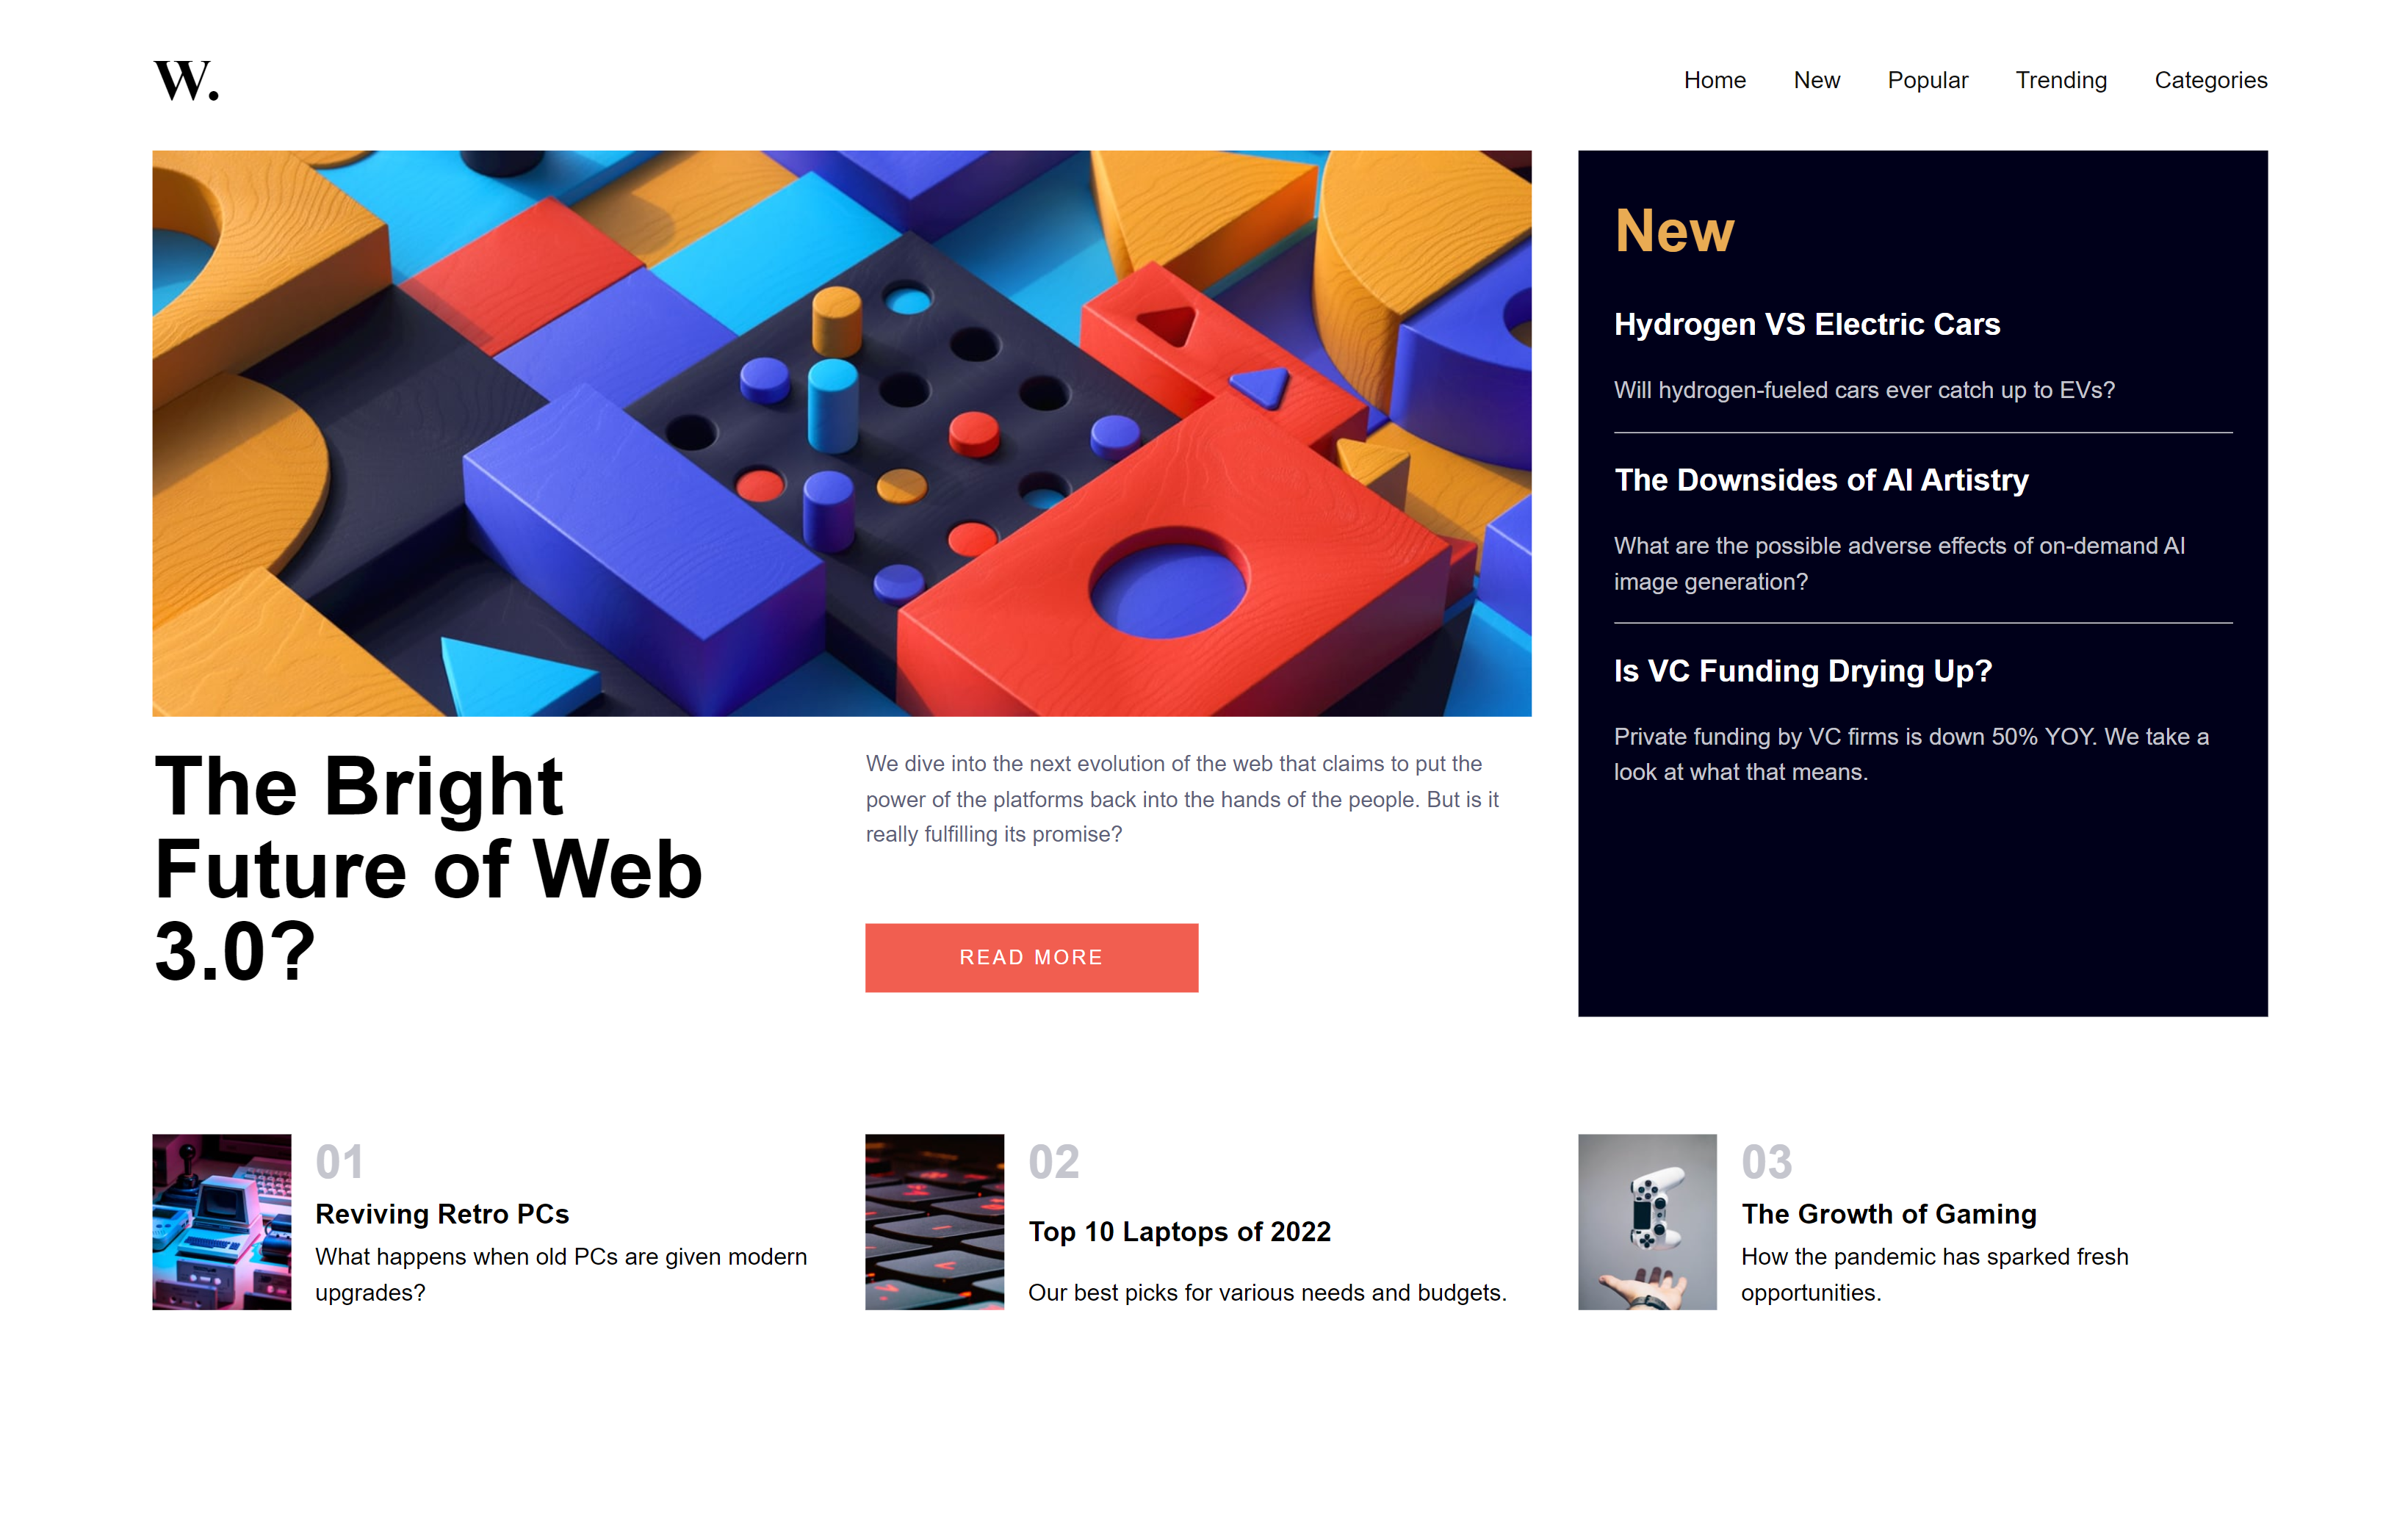 W.
Home New Popular Trending Categories
New
Hydrogen VS Electric Cars
Will hydrogen-fueled cars ever catch up to EVs?
The Downsides of AI Artistry
What are the possible adverse effects of on-demand AI
image generation?
Is VC Funding Drying Up?
Private funding by VC firms is down 50% YOY. We take a
look at what that means.
The Bright
Future of Web
3.0?
We dive into the next evolution of the web that claims to put the
power of the platforms back into the hands of the people. But is it
really fulfilling its promise?
READ MORE
01
Reviving Retro PCs
What happens when old PCs are given modern
upgrades?
02
Top 10 Laptops of 2022
Our best picks for various needs and budgets.
03
The Growth of Gaming
How the pandemic has sparked fresh
opportunities.